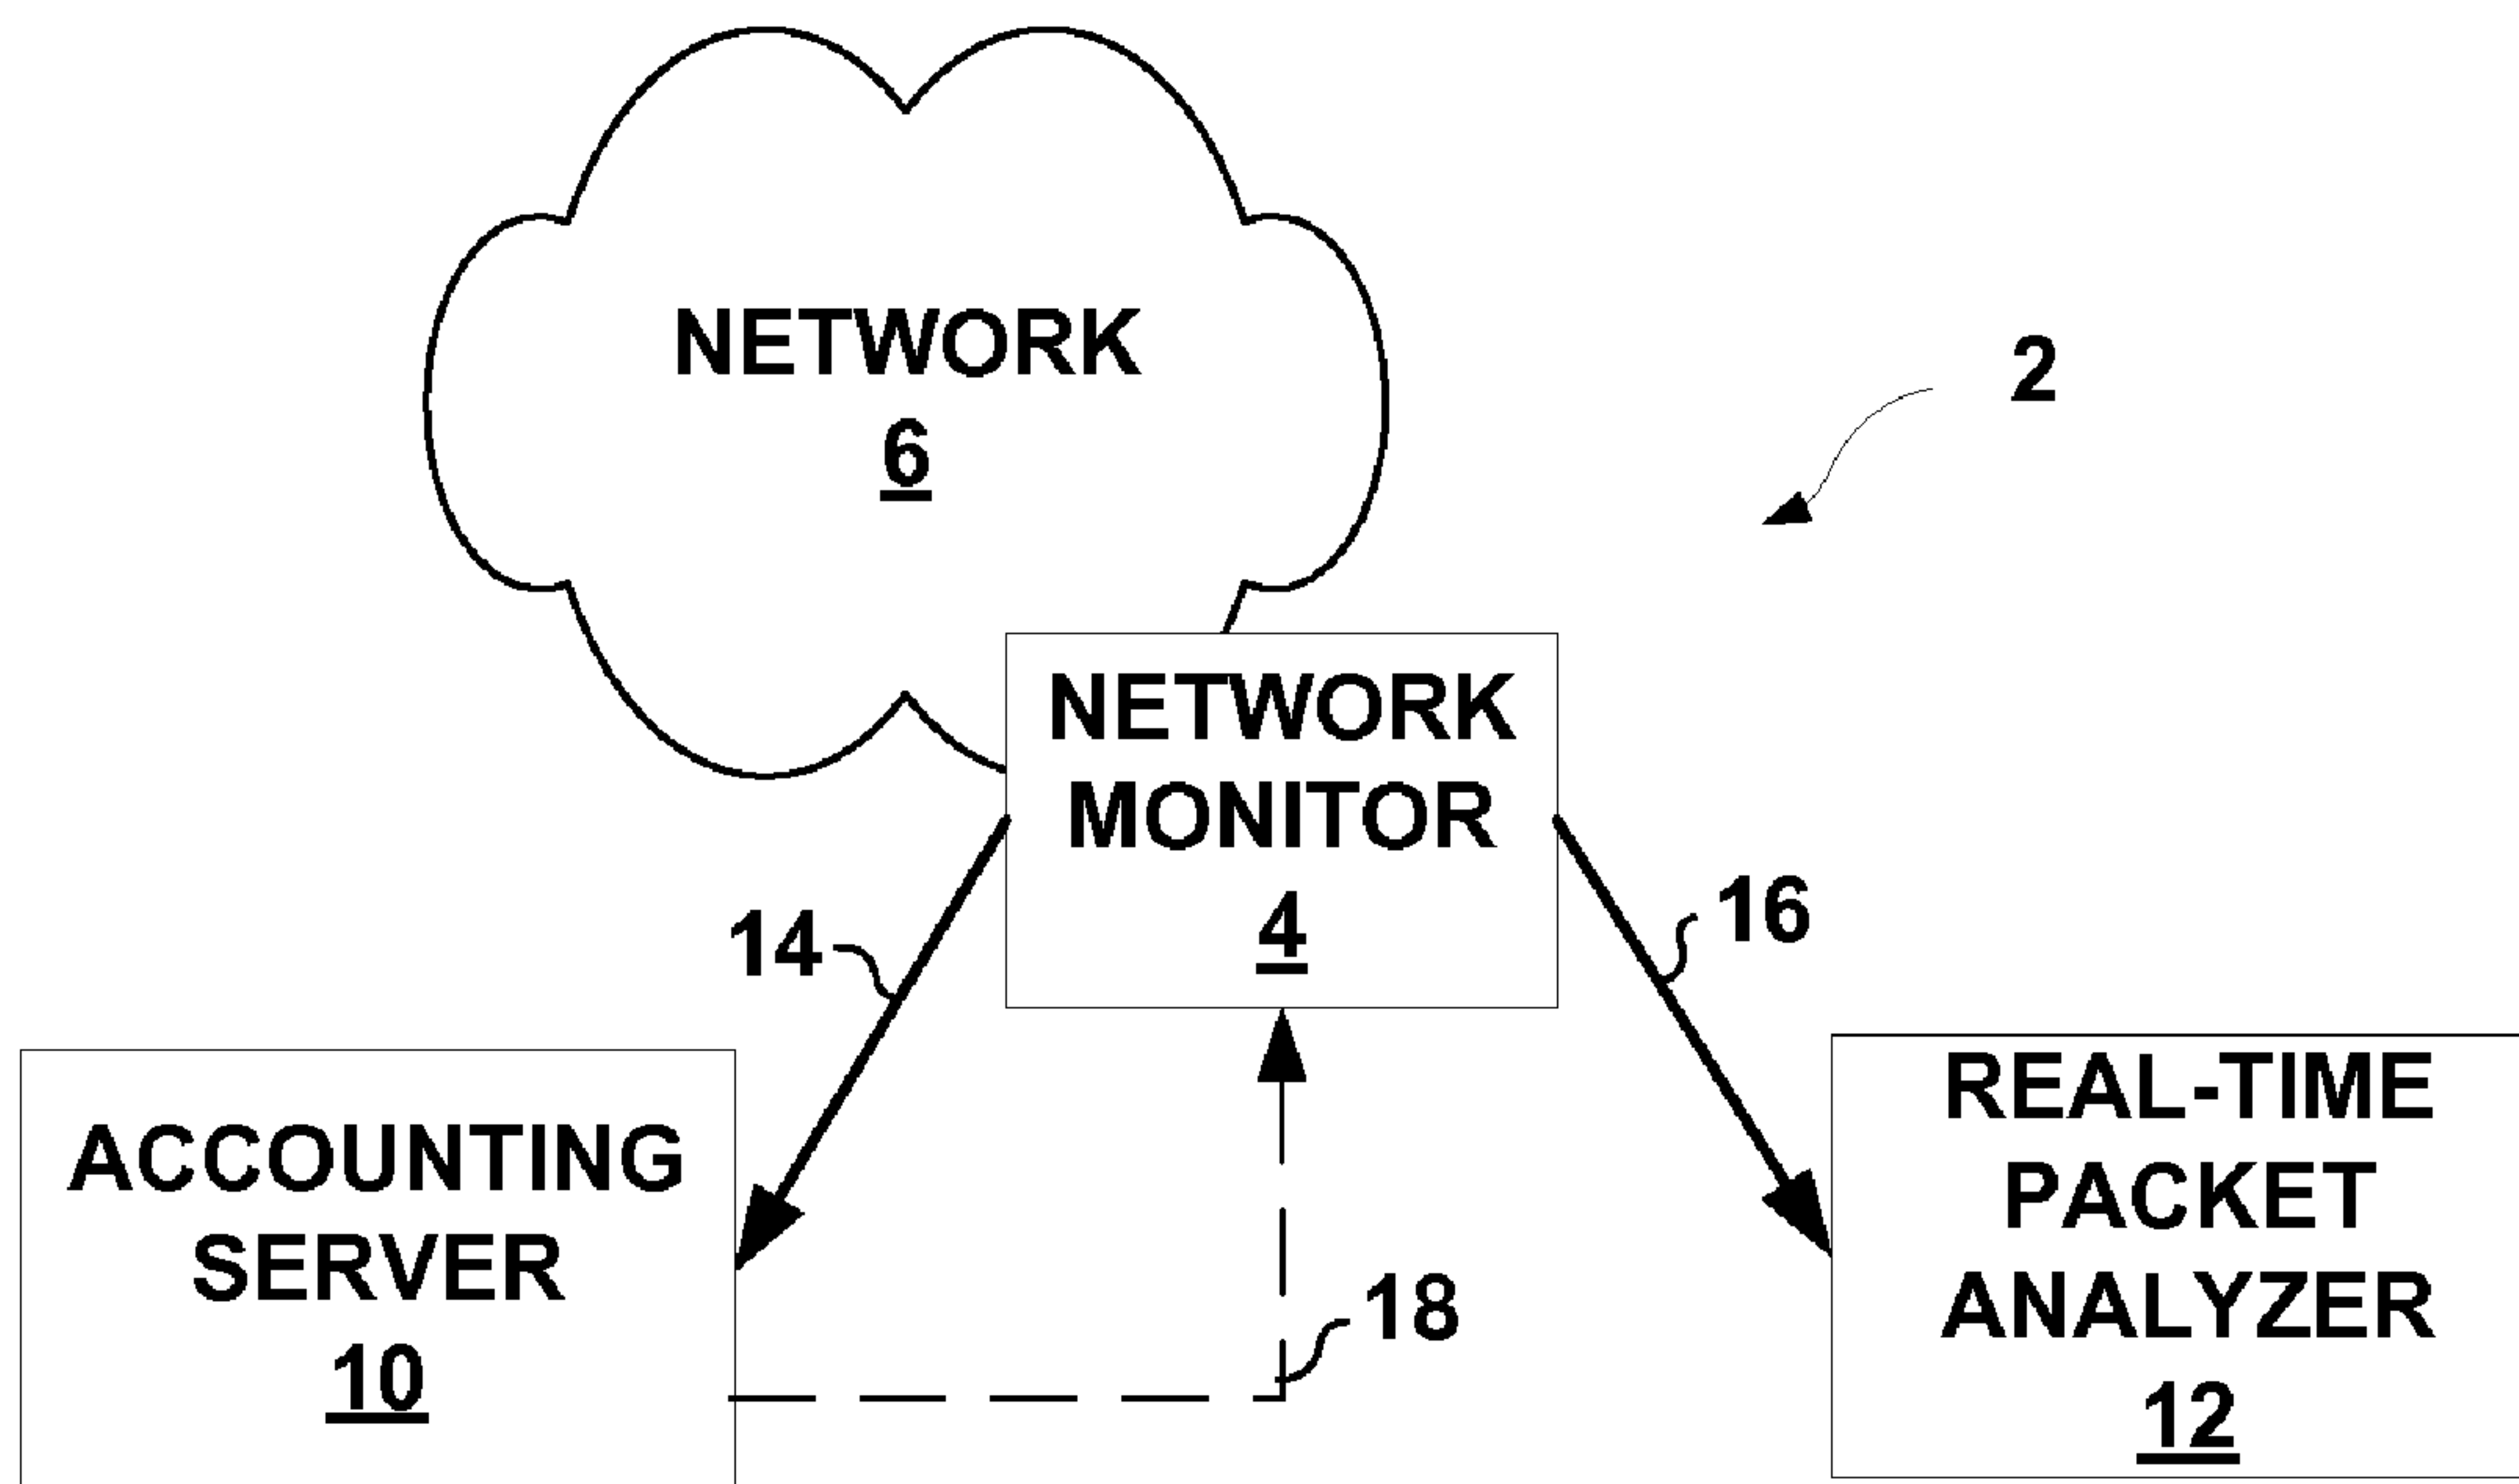 NETWORK
6
2
NETWORK
MONITOR
4
14
16
ACCOUNTING
SERVER
10
18
REAL-TIME
PACKET
ANALYZER
12